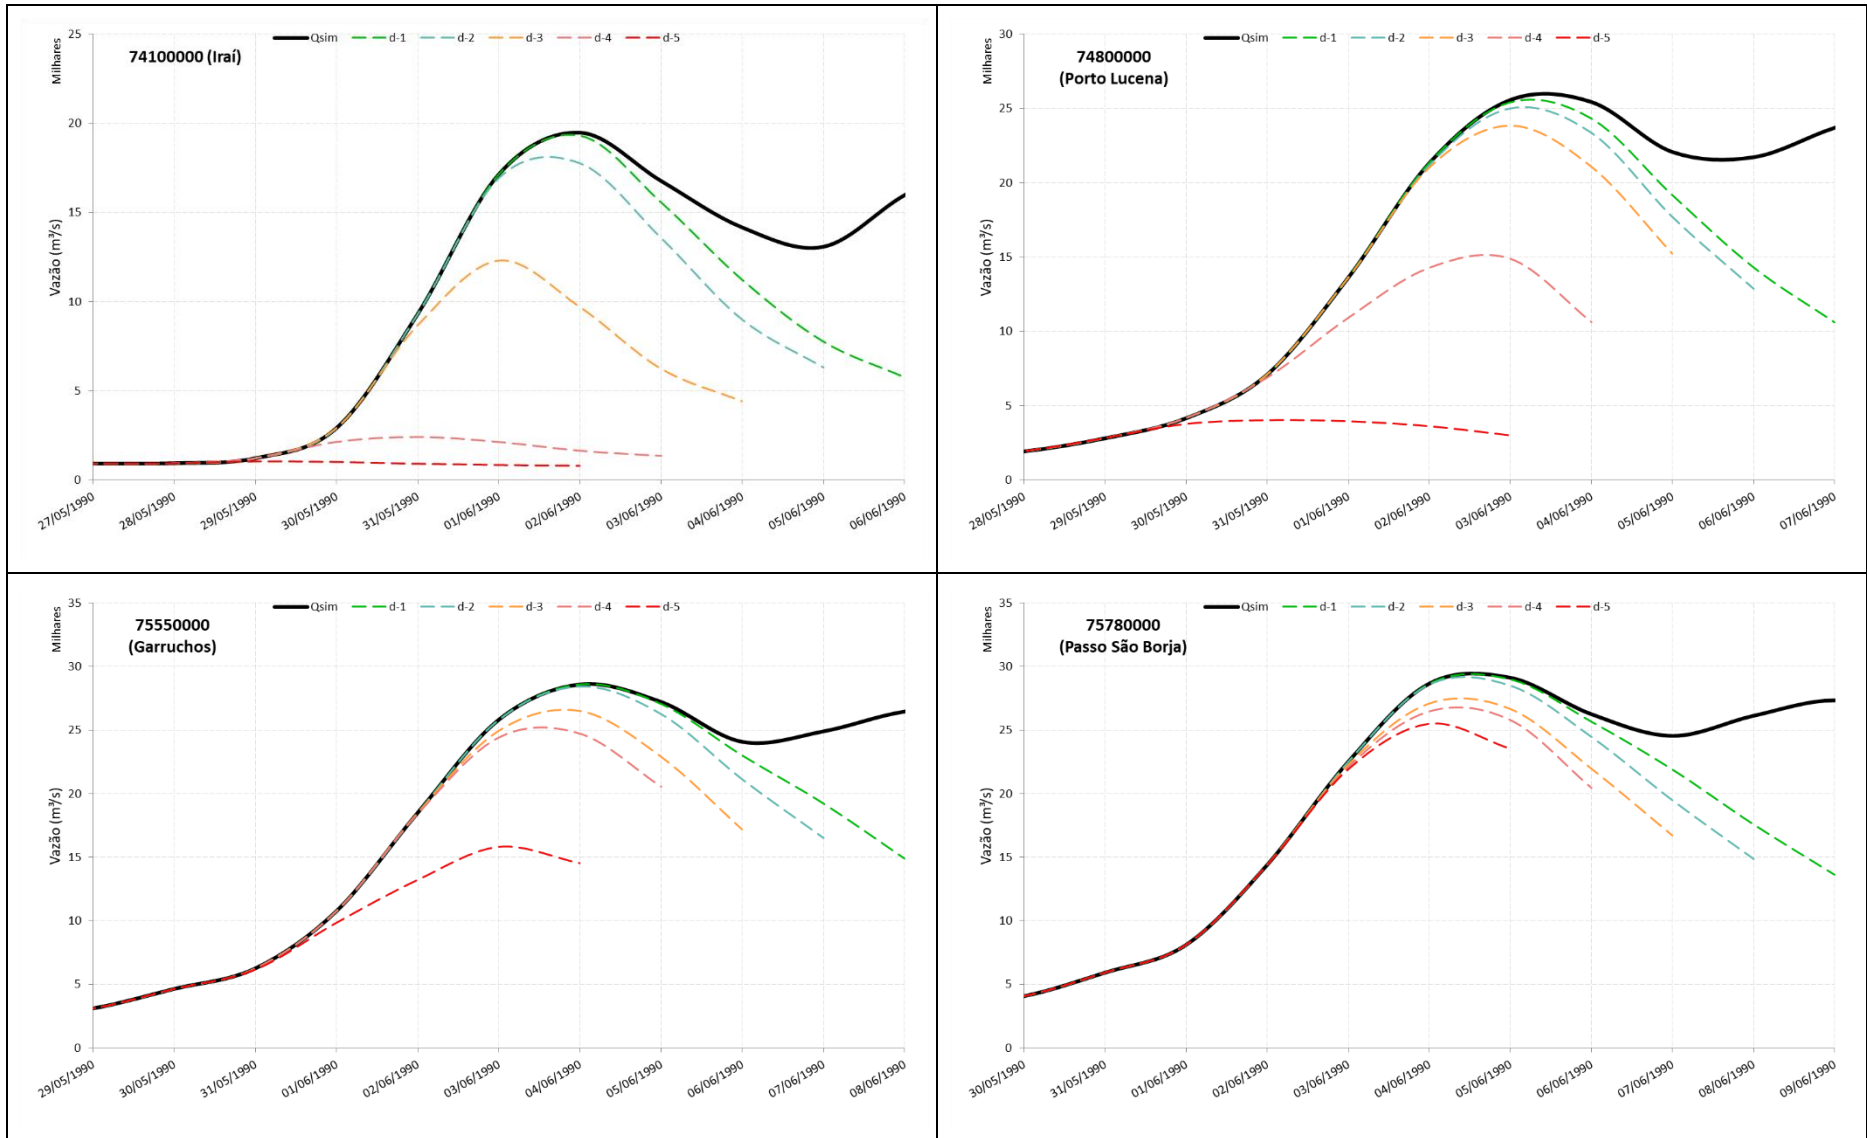 Qsim d-1 d-2 d-3 d-4 d-5
74100000 (Iraí)
Milhares
Vazão (m³/s)
25
20
15
10
5
0
27/05/1990 28/05/1990 29/05/1990 30/05/1990 31/05/1990 01/06/1990 02/06/1990 03/06/1990 04/06/1990 05/06/1990 06/06/1990
Qsim d-1 d-2 d-3 d-4 d-5
74800000
(Porto Lucena)
Milhares
Vazão (m³/s)
30
25
20
15
10
5
0
28/05/1990 29/05/1990 30/05/1990 31/05/1990 01/06/1990 02/06/1990 03/06/1990 04/06/1990 05/06/1990 06/06/1990 07/06/1990
Qsim d-1 d-2 d-3 d-4 d-5
75550000
(Garruchos)
Milhares
Vazão (m³/s)
35
30
25
20
15
10
5
0
29/05/1990 30/05/1990 31/05/1990 01/06/1990 02/06/1990 03/06/1990 04/06/1990 05/06/1990 06/06/1990 07/06/1990 08/06/1990
Qsim d-1 d-2 d-3 d-4 d-5
75780000
(Passo São Borja)
Milhares
Vazão (m³/s)
35
30
25
20
15
10
5
0
30/05/1990 31/05/1990 01/06/1990 02/06/1990 03/06/1990 04/06/1990 05/06/1990 06/06/1990 07/06/1990 08/06/1990 09/06/1990